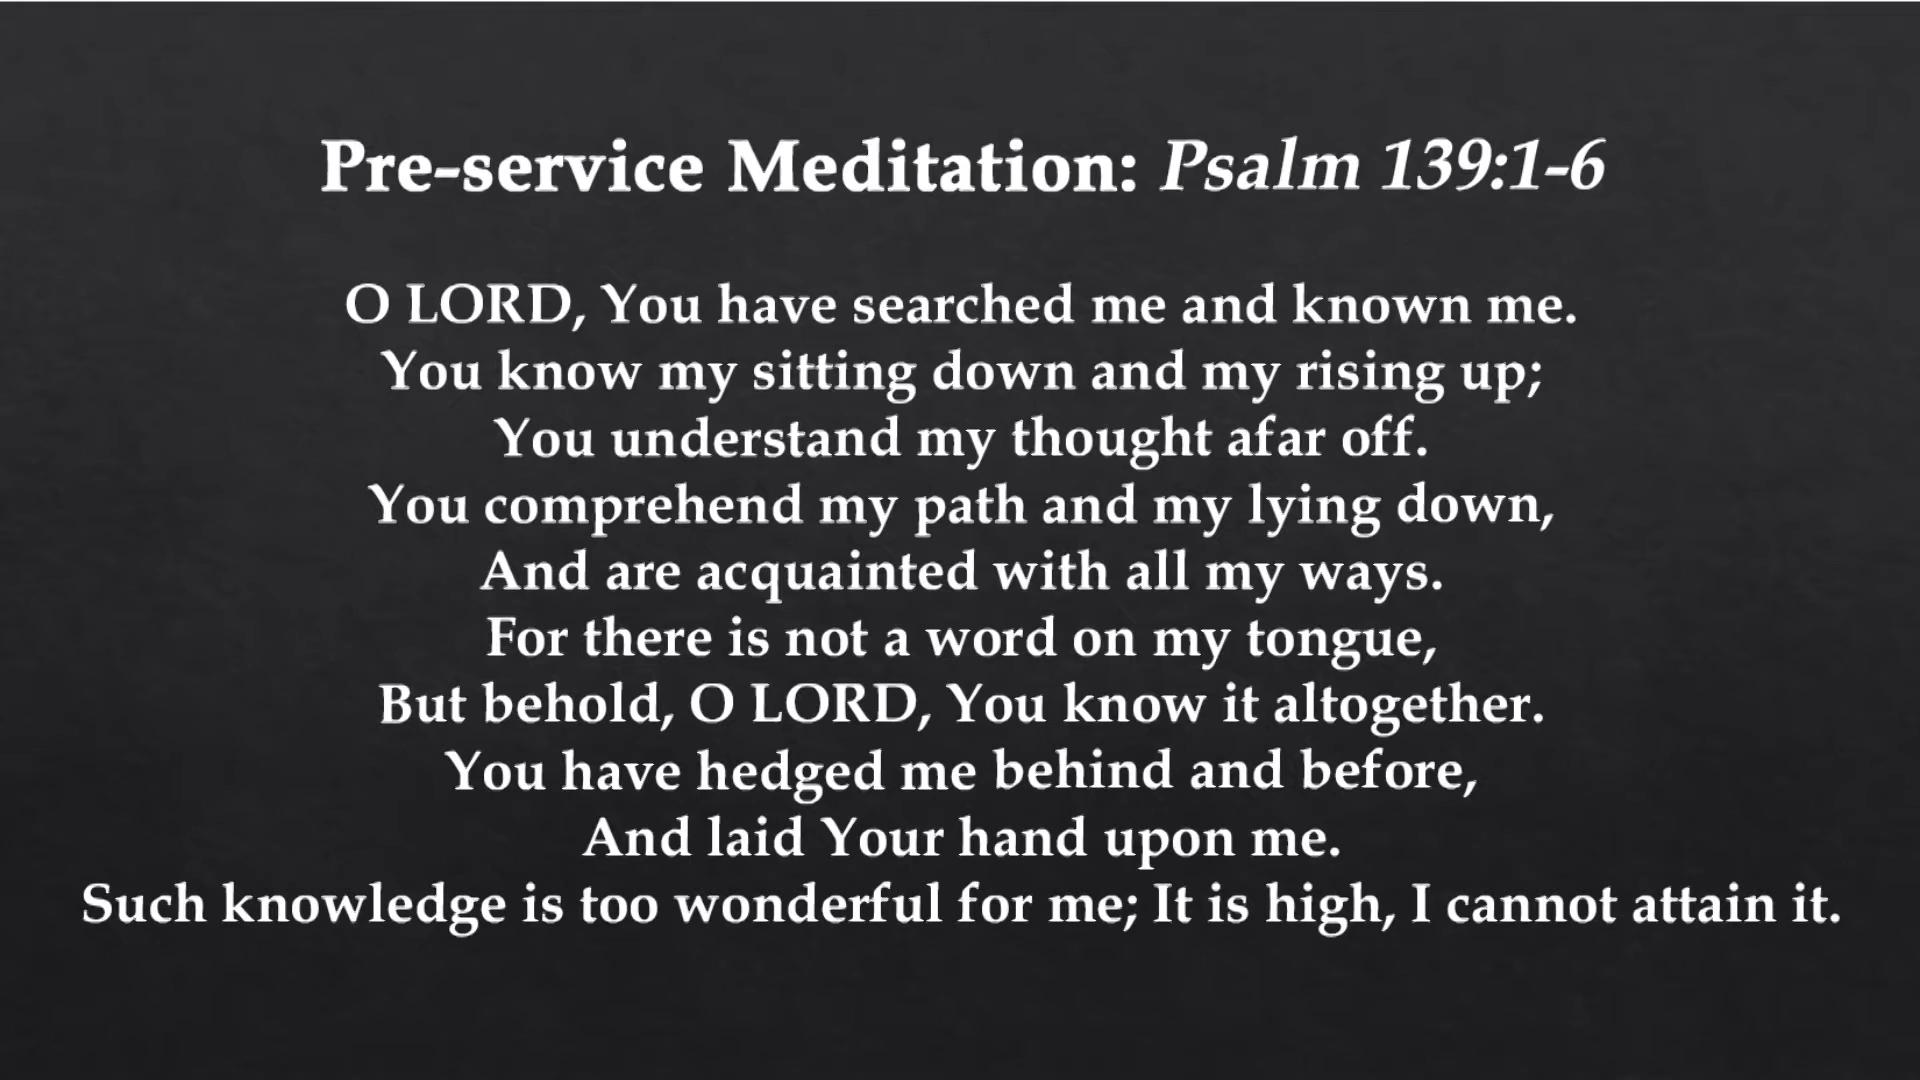 Pre-service Meditation: Psalm 139:1-6
O LORD, You have searched me and known me.
You know my sitting down and my rising up;
You understand my thought afar off.
You comprehend my path and my lying down,
And are acquainted with all my ways.
For there is not a word on my tongue,
But behold, O LORD, You know it altogether.
You have hedged me behind and before,
And laid Your hand upon me.
Such knowledge is too wonderful for me; It is high, I cannot attain it.